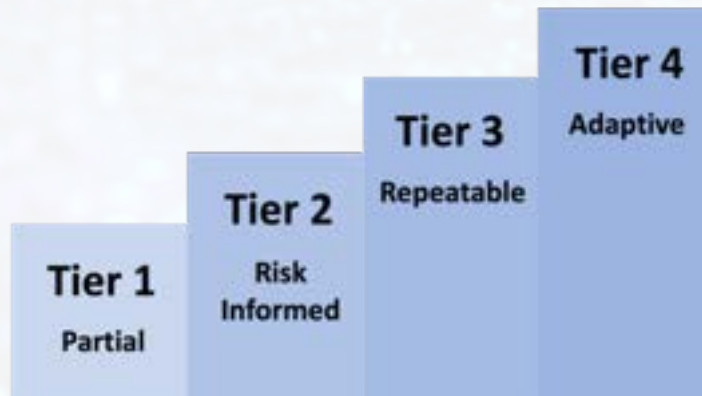 Tier 1
Partial
Tier 2
Risk
Informed
Tier 3
Repeatable
Tier 4
Adaptive